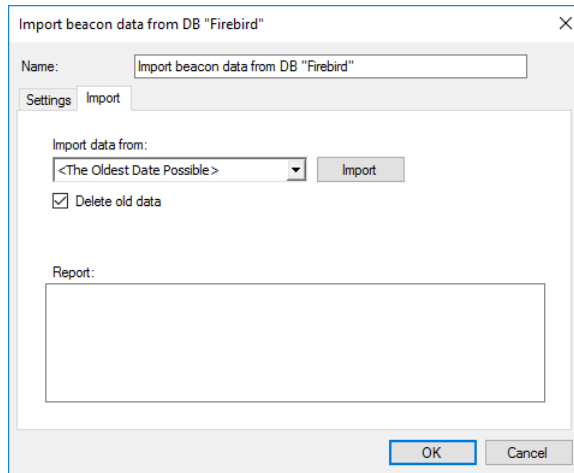 Import beacon data from DB "Firebird"
Name: Import beacon data from DB "Firebird"
Settings Import
Import data from:
<The Oldest Date Possible> Import
Delete old data
Report:
OK Cancel